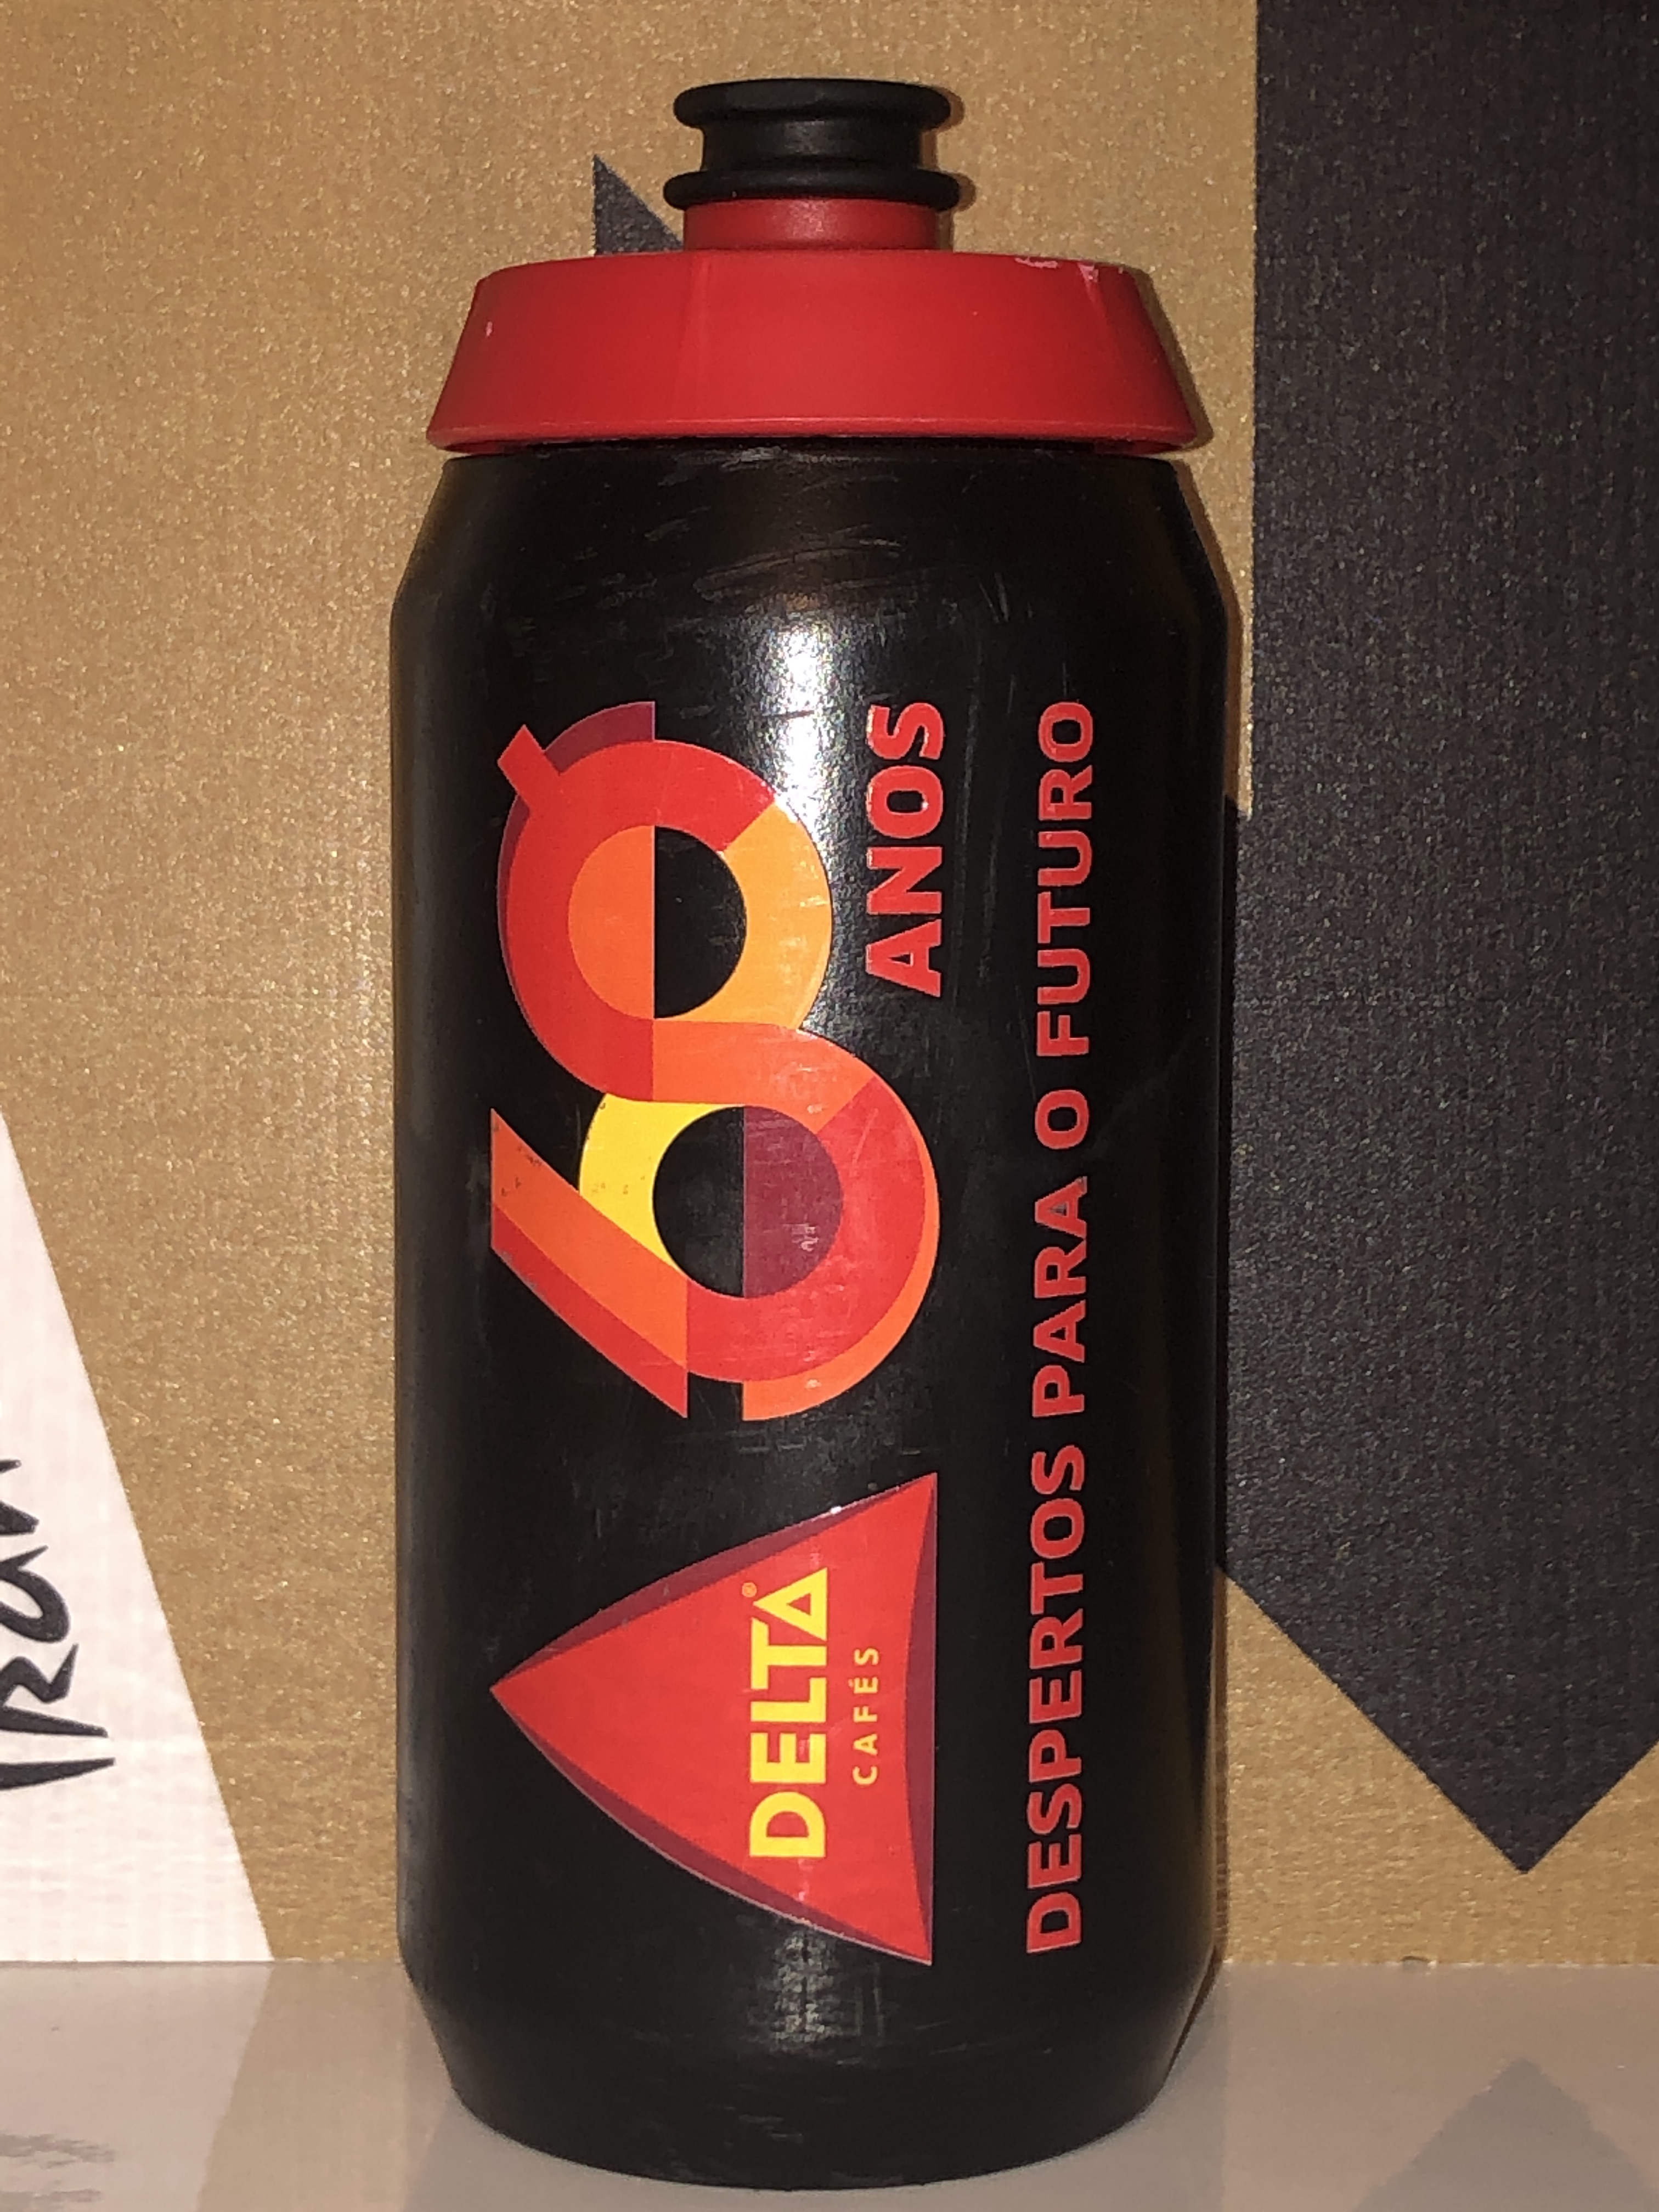 DELTA®
CAFÉS
60
ANOS
DESPERTOS PARA O FUTURO